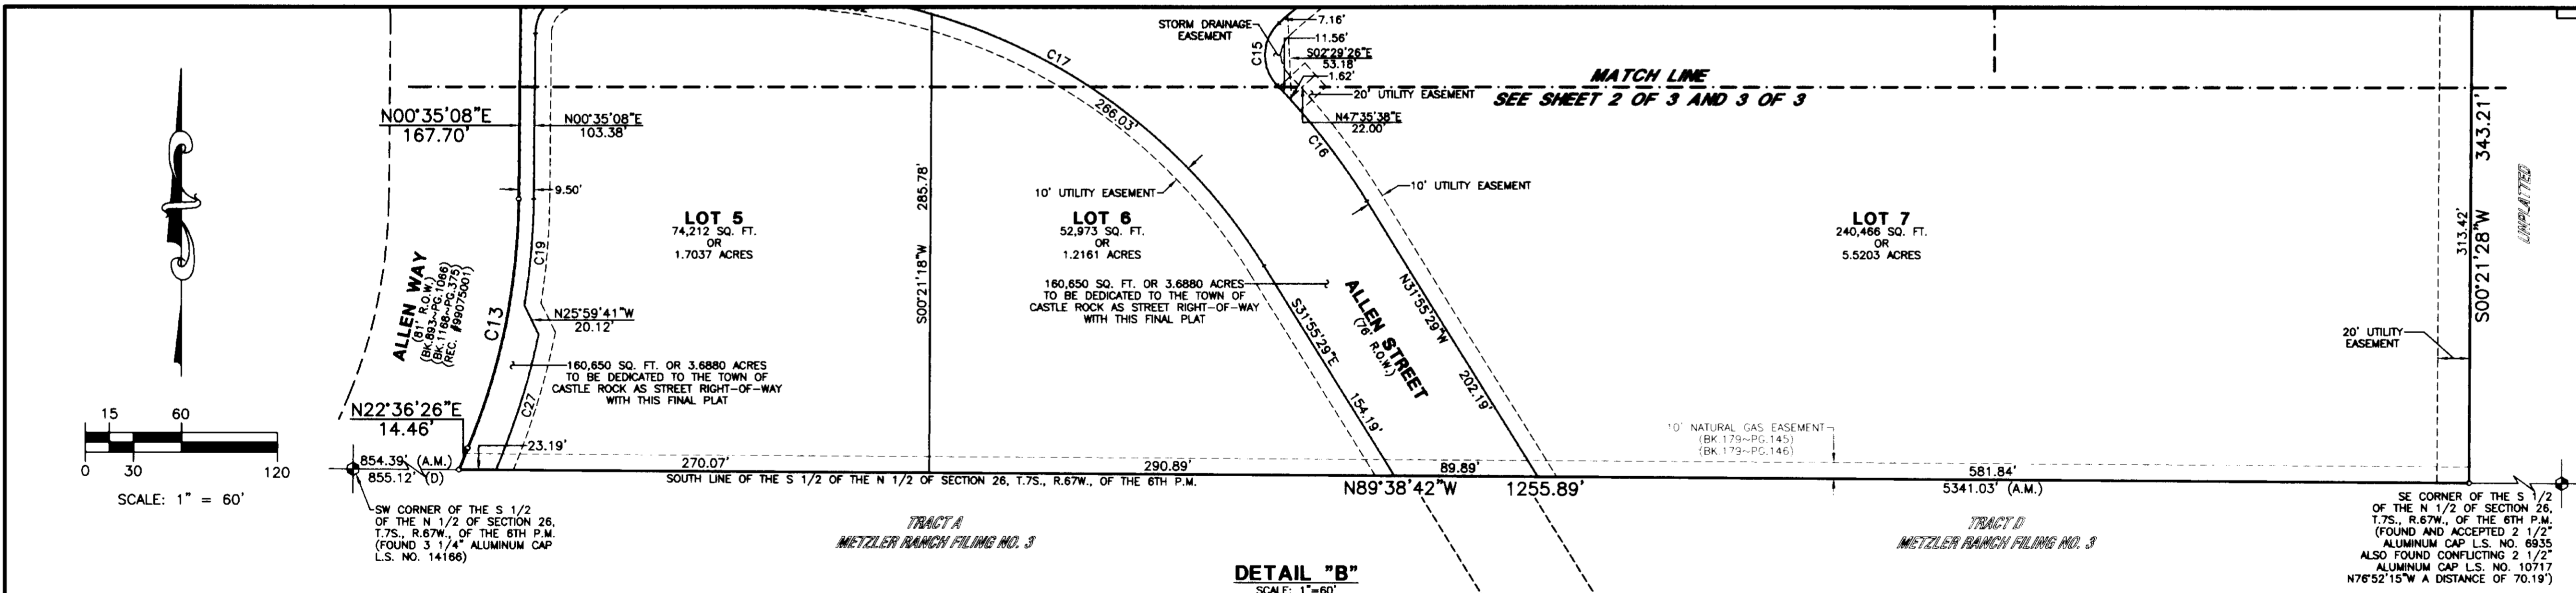 STORM DRAINAGE
EASEMENT
7.16'
11.56'
S02°29'26"E
53.18'
1.62'
C15
C17
MATCH LINE
SEE SHEET 2 OF 3 AND 3 OF 3
20' UTILITY EASEMENT
N47°35'38"E
22.00'
C16
266.03'
N00°35'08"E
167.70'
N00°35'08"E
103.38'
9.50'
10' UTILITY EASEMENT
10' UTILITY EASEMENT
343.21'
S00°21'28"W
313.42'
UNPLATTED
285.78'
S00°21'18"W
LOT 5
74,212 SQ. FT.
OR
1.7037 ACRES
LOT 6
52,973 SQ. FT.
OR
1.2161 ACRES
LOT 7
240,466 SQ. FT.
OR
5.5203 ACRES
C19
C13
C27
ALLEN WAY
(81' R.O.W.)
(BK.893~PG.1066)
(BK.1168~PG.375)
(REC. #99075001)
N25°59'41"W
20.12'
160,650 SQ. FT. OR 3.6880 ACRES
TO BE DEDICATED TO THE TOWN OF
CASTLE ROCK AS STREET RIGHT-OF-WAY
WITH THIS FINAL PLAT
160,650 SQ. FT. OR 3.6880 ACRES
TO BE DEDICATED TO THE TOWN OF
CASTLE ROCK AS STREET RIGHT-OF-WAY
WITH THIS FINAL PLAT
ALLEN STREET
(76' R.O.W.)
N31°55'29"W
202.19'
S31°55'29"E
154.19'
20' UTILITY
EASEMENT
N22°36'26"E
14.46'
23.19'
15 60
0 30 120
SCALE: 1" = 60'
854.39' (A.M.)
855.12' (D)
270.07'
290.89'
89.89'
581.84'
10' NATURAL GAS EASEMENT
(BK.179~PG.145)
(BK.179~PG.146)
SOUTH LINE OF THE S 1/2 OF THE N 1/2 OF SECTION 26, T.7S., R.67W., OF THE 6TH P.M.
N89°38'42"W 1255.89'
5341.03' (A.M.)
SW CORNER OF THE S 1/2
OF THE N 1/2 OF SECTION 26,
T.7S., R.67W., OF THE 6TH P.M.
(FOUND 3 1/4" ALUMINUM CAP
L.S. NO. 14166)
TRACT A
METZLER RANCH FILING NO. 3
TRACT D
METZLER RANCH FILING NO. 3
SE CORNER OF THE S 1/2
OF THE N 1/2 OF SECTION 26,
T.7S., R.67W., OF THE 6TH P.M.
(FOUND AND ACCEPTED 2 1/2"
ALUMINUM CAP L.S. NO. 6935
ALSO FOUND CONFLICTING 2 1/2"
ALUMINUM CAP L.S. NO. 10717
N76°52'15"W A DISTANCE OF 70.19')
DETAIL "B"
SCALE: 1"=60'